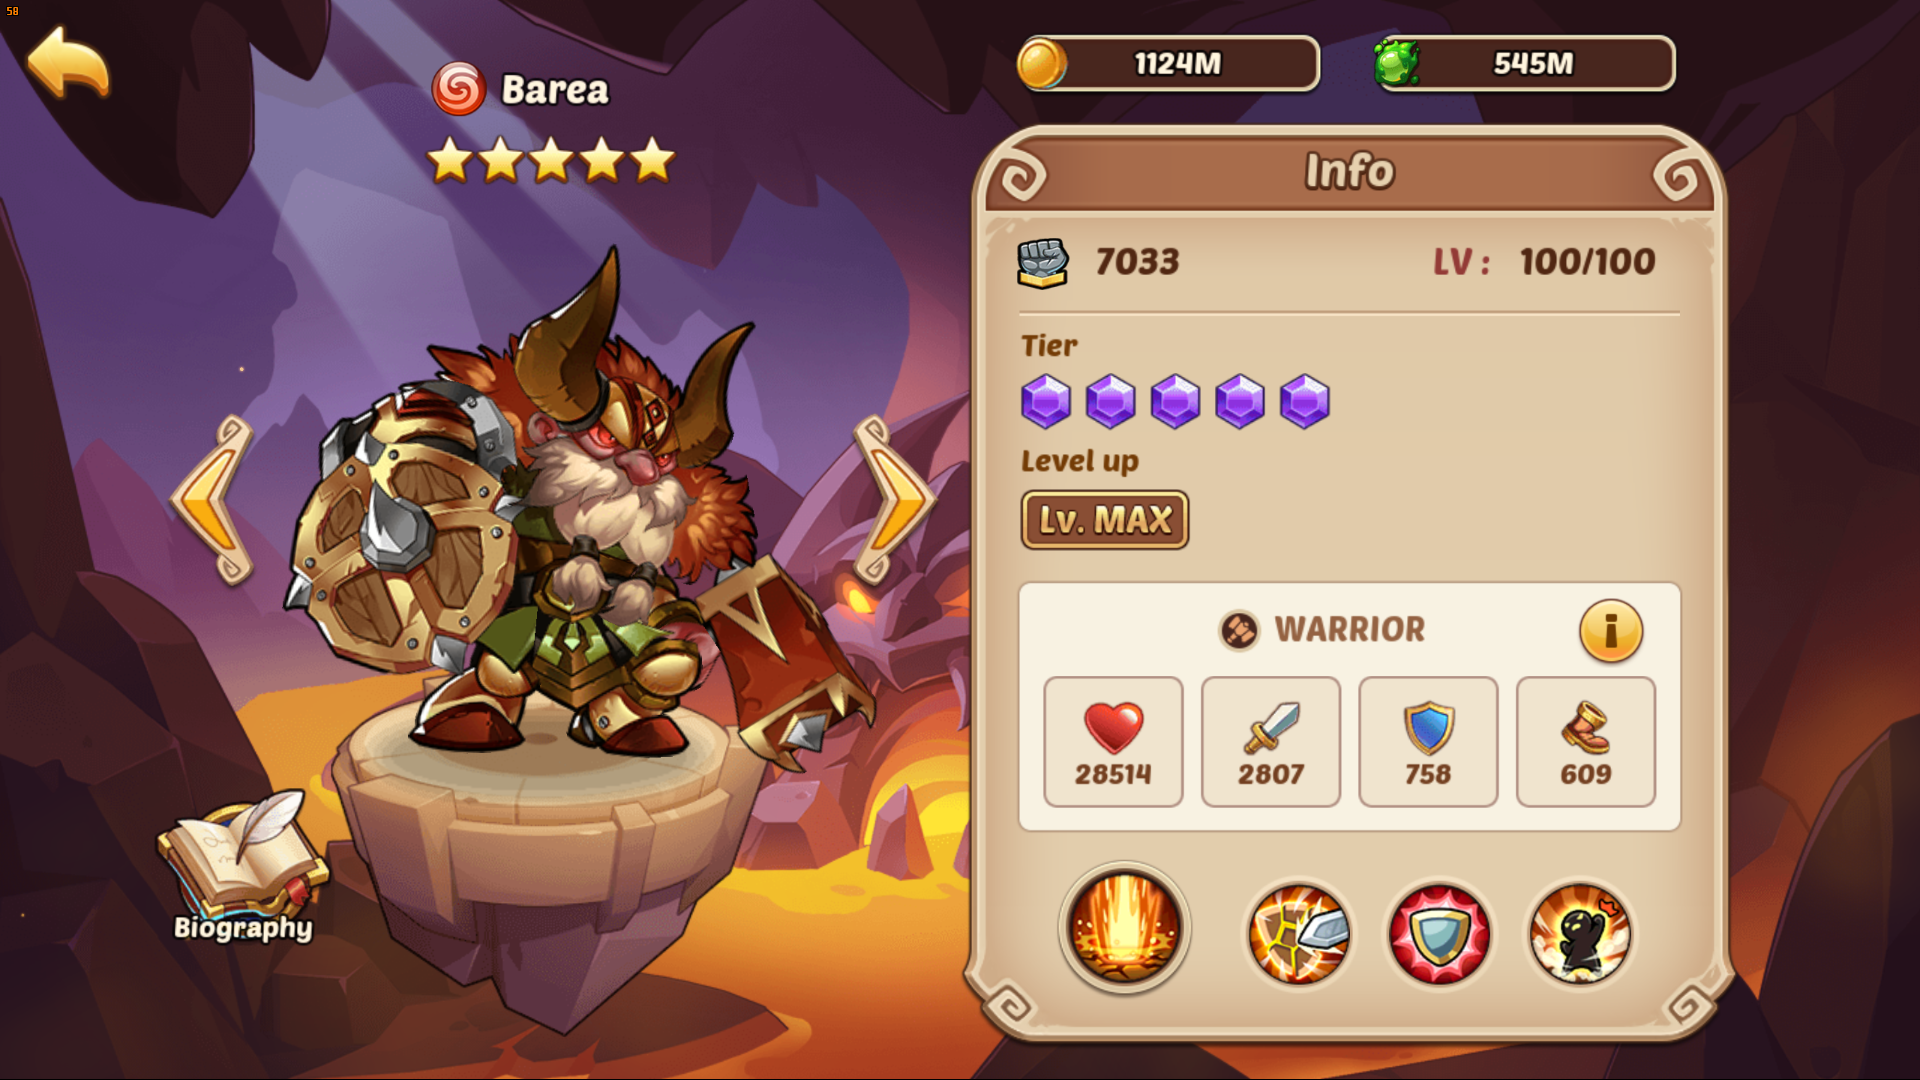 58
Barea
1124M
545M
Info
7033
LV : 100/100
Tier
Level up
Lv. MAX
WARRIOR
28514
2807
758
609
Biography